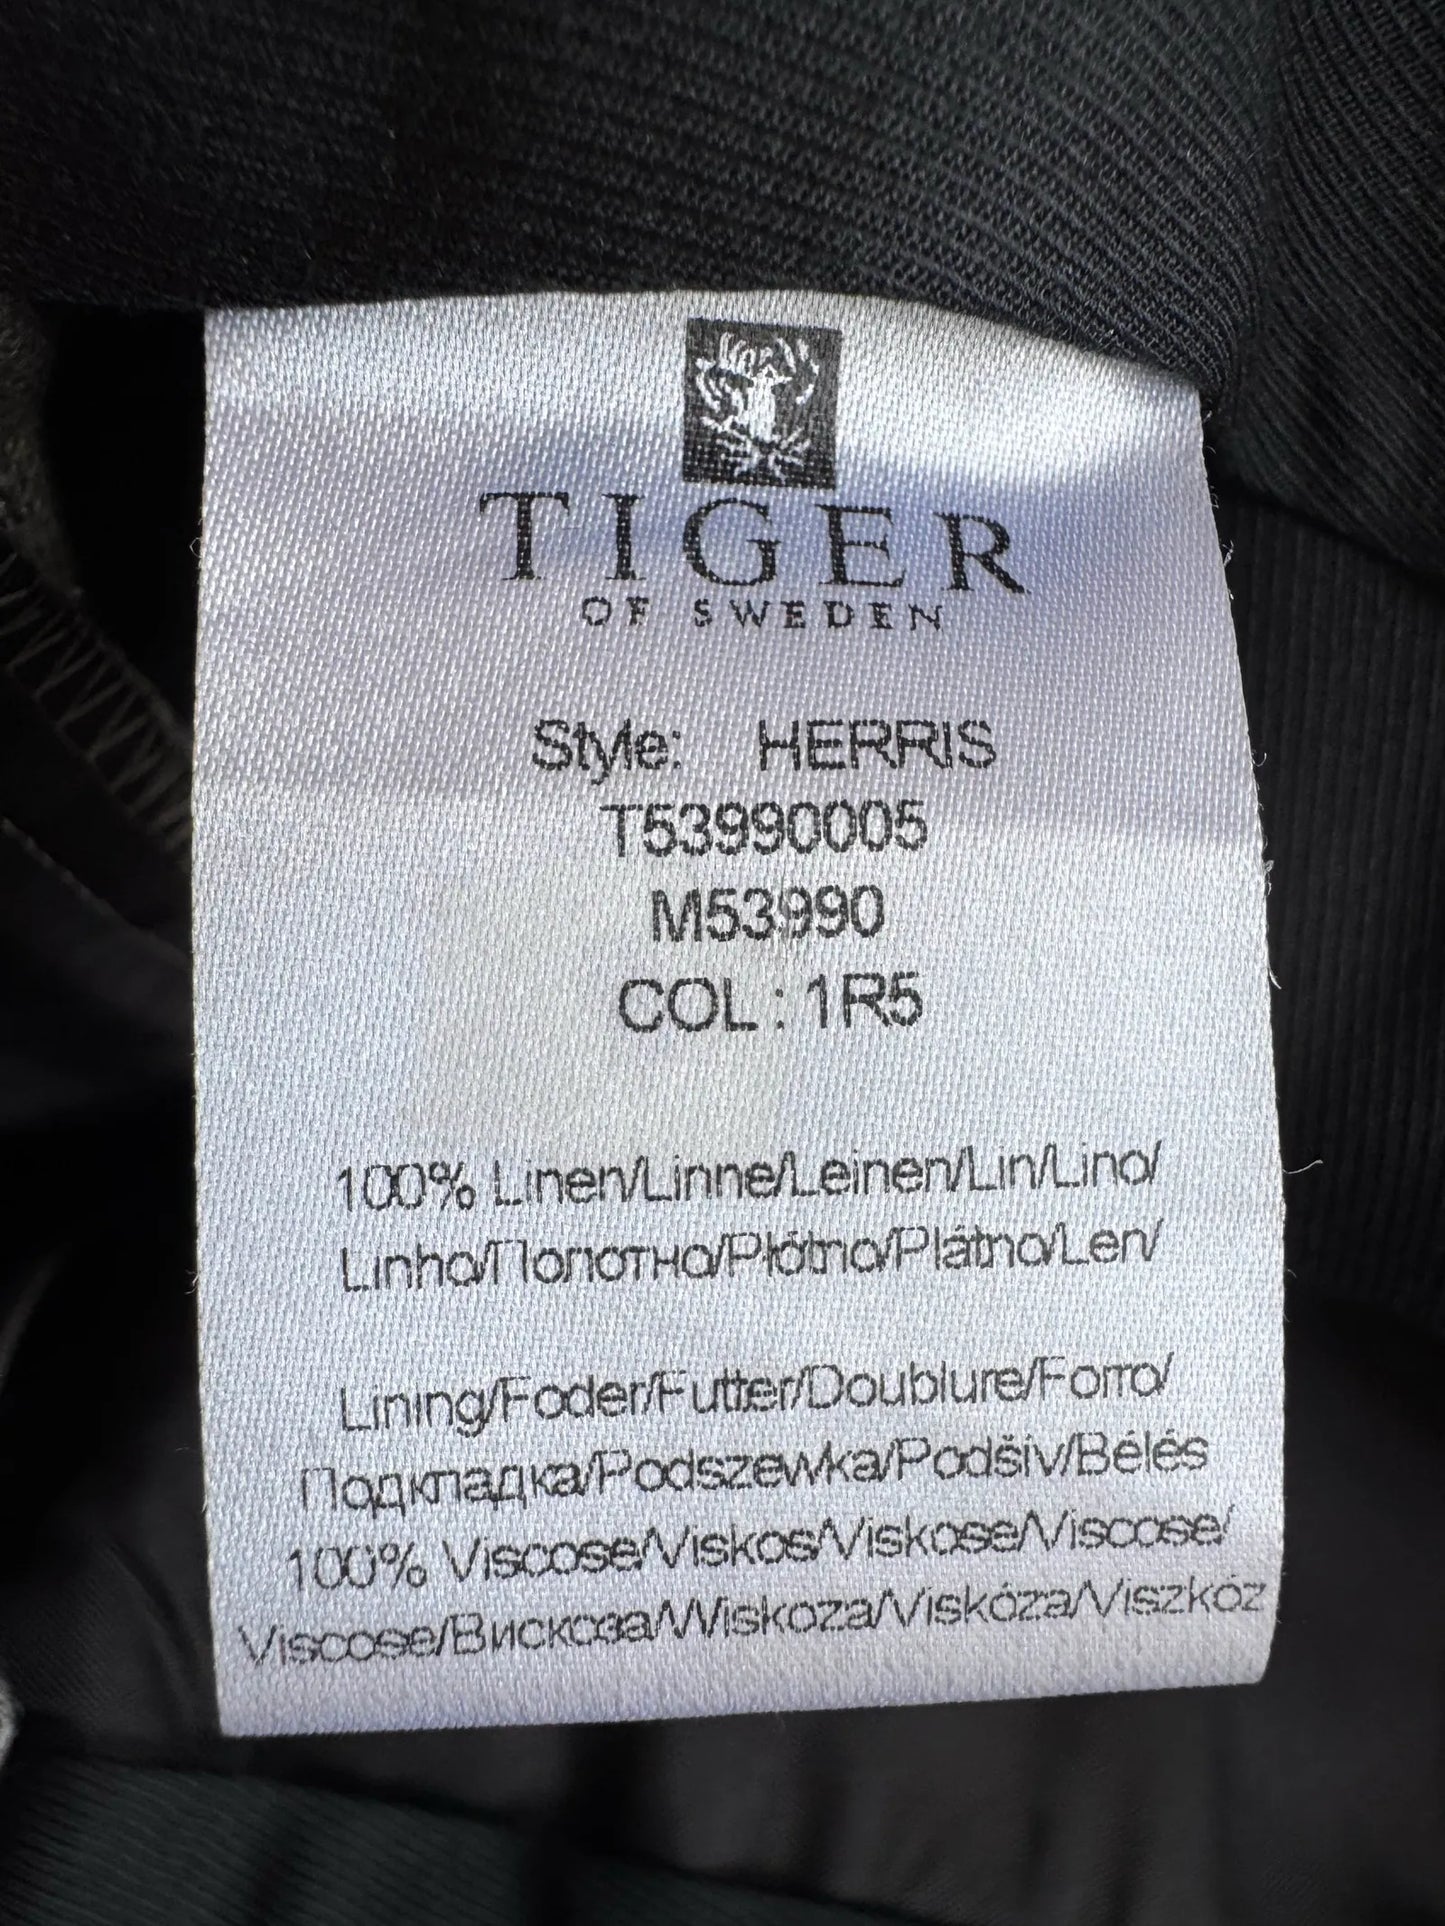 TIGER
OF SWEDEN
Style: HERRIS
T53990005
M53990
COL : 1R5
100% Linen/Linne/Leinen/Lin/Lino/
Linho/Полотно/Płótno/Plátno/Len/
Lining/Foder/Futter/Doublure/Forro/
Подкладка/Podszewka/Podšív/Bélés
100% Viscose/Viskos/Viskose/Viscose/
Viscose/Вискоза/Wiskoza/Viskóza/Viszkóz